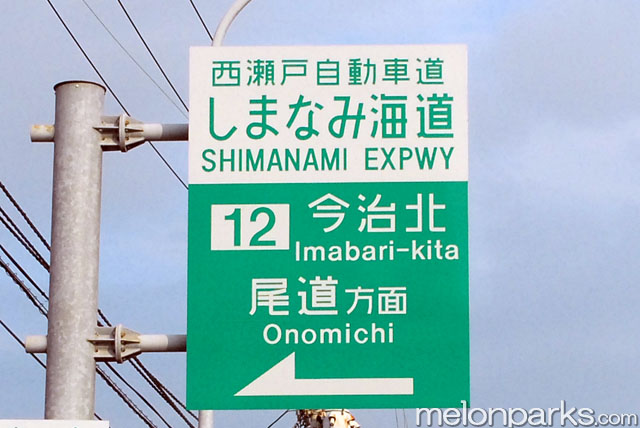 西瀬戸自動車道
しまなみ海道
SHIMANAMI EXPWY
12 今治北
Imabari-kita
尾道方面
Onomichi
melonparks.com